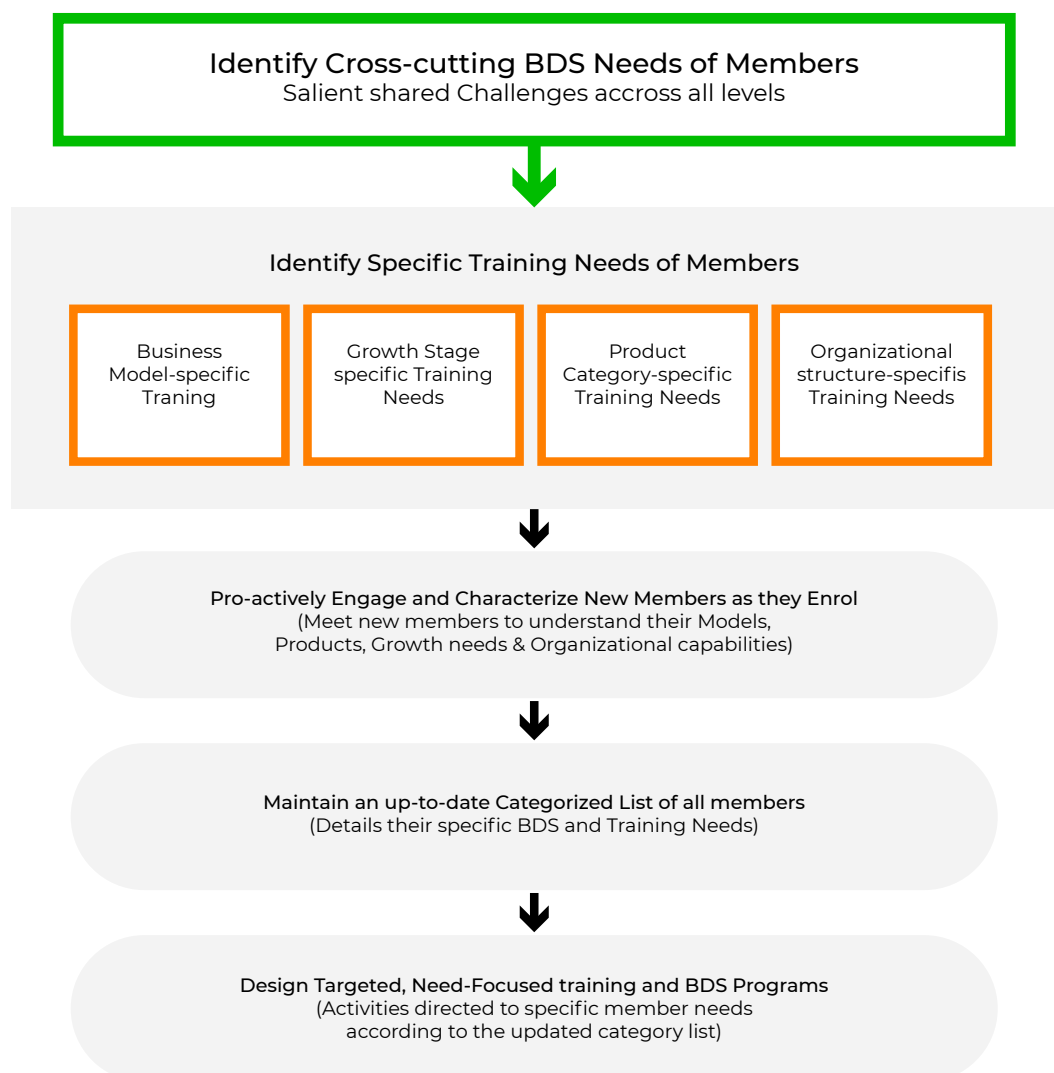 Identify Cross-cutting BDS Needs of Members
Salient shared Challenges accross all levels
Identify Specific Training Needs of Members
Business
Model-specific
Traning
Growth Stage
specific Training
Needs
Product
Category-specific
Training Needs
Organizational
structure-specifis
Training Needs
Pro-actively Engage and Characterize New Members as they Enrol
(Meet new members to understand their Models,
Products, Growth needs & Organizational capabilities)
Maintain an up-to-date Categorized List of all members
(Details their specific BDS and Training Needs)
Design Targeted, Need-Focused training and BDS Programs
(Activities directed to specific member needs
according to the updated category list)